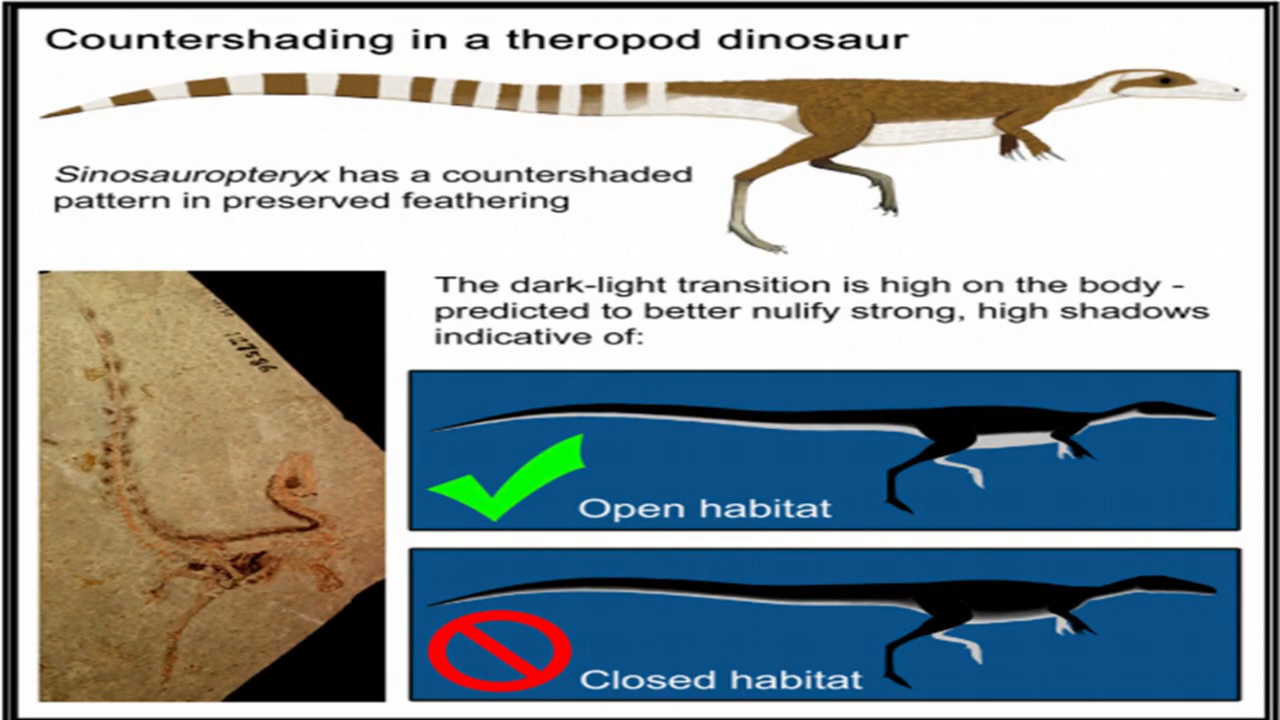 Countershading in a theropod dinosaur
Sinosauropteryx has a countershaded
pattern in preserved feathering
127586
The dark-light transition is high on the body -
predicted to better nulify strong, high shadows
indicative of:
Open habitat
Closed habitat